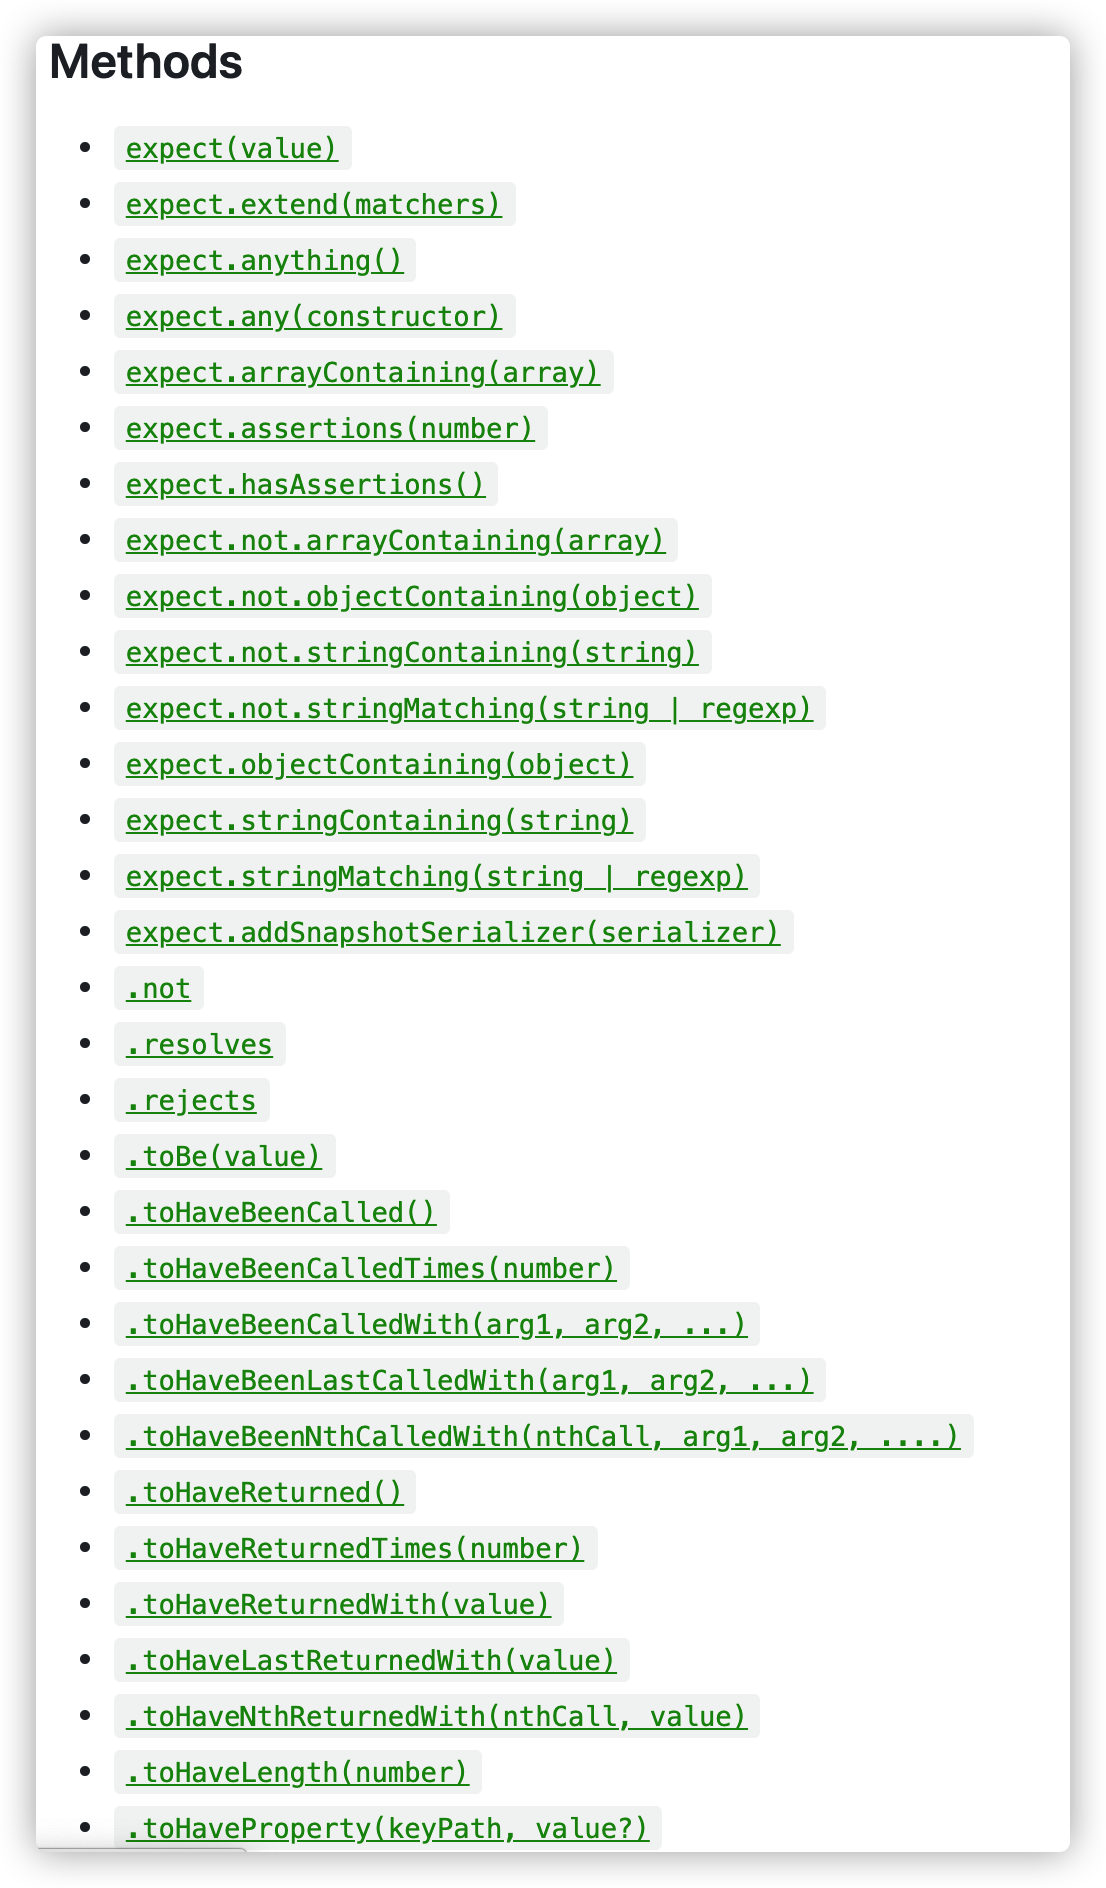 Methods
expect(value)
expect.extend(matchers)
expect.anything()
expect.any(constructor)
expect.arrayContaining(array)
expect.assertions(number)
expect.hasAssertions()
expect.not.arrayContaining(array)
expect.not.objectContaining(object)
expect.not.stringContaining(string)
expect.not.stringMatching(string | regexp)
expect.objectContaining(object)
expect.stringContaining(string)
expect.stringMatching(string | regexp)
expect.addSnapshotSerializer(serializer)
.not
.resolves
.rejects
.toBe(value)
.toHaveBeenCalled()
.toHaveBeenCalledTimes(number)
.toHaveBeenCalledWith(arg1, arg2, ...)
.toHaveBeenLastCalledWith(arg1, arg2, ...)
.toHaveBeenNthCalledWith(nthCall, arg1, arg2, ....)
.toHaveReturned()
.toHaveReturnedTimes(number)
.toHaveReturnedWith(value)
.toHaveLastReturnedWith(value)
.toHaveNthReturnedWith(nthCall, value)
.toHaveLength(number)
.toHaveProperty(keyPath, value?)